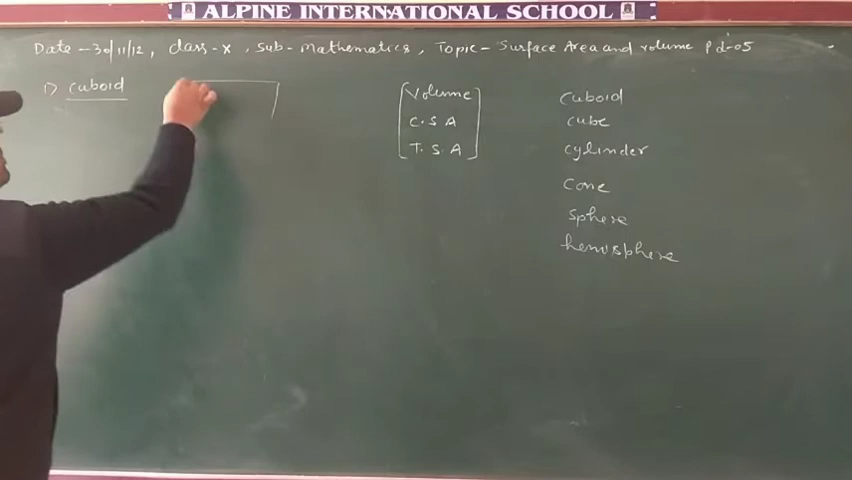 ALPINE INTERNATIONAL SCHOOL
Date - 30/11/12, class - X, Sub - Mathematics, Topic - Surface Area and volume Pd-05
1) Cuboid
Volume
C.S A
T.S.A
Cuboid
Cube
Cylinder
Cone
Sphere
hemisphere